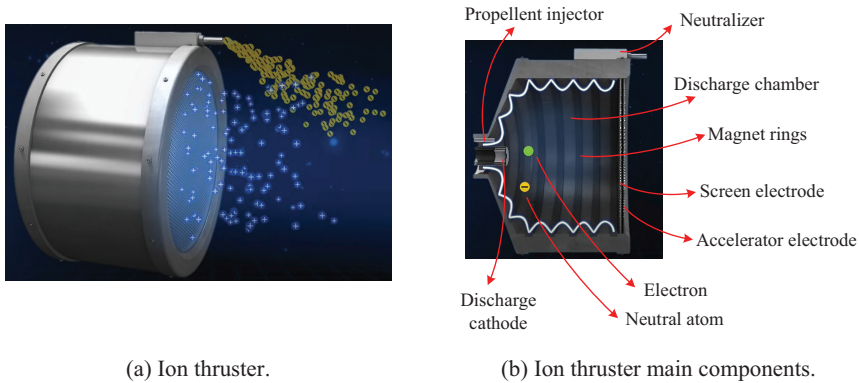 Propellent injector
Neutralizer
Discharge chamber
Magnet rings
Screen electrode
Accelerator electrode
Electron
Neutral atom
Discharge
cathode
(a) Ion thruster.
(b) Ion thruster main components.